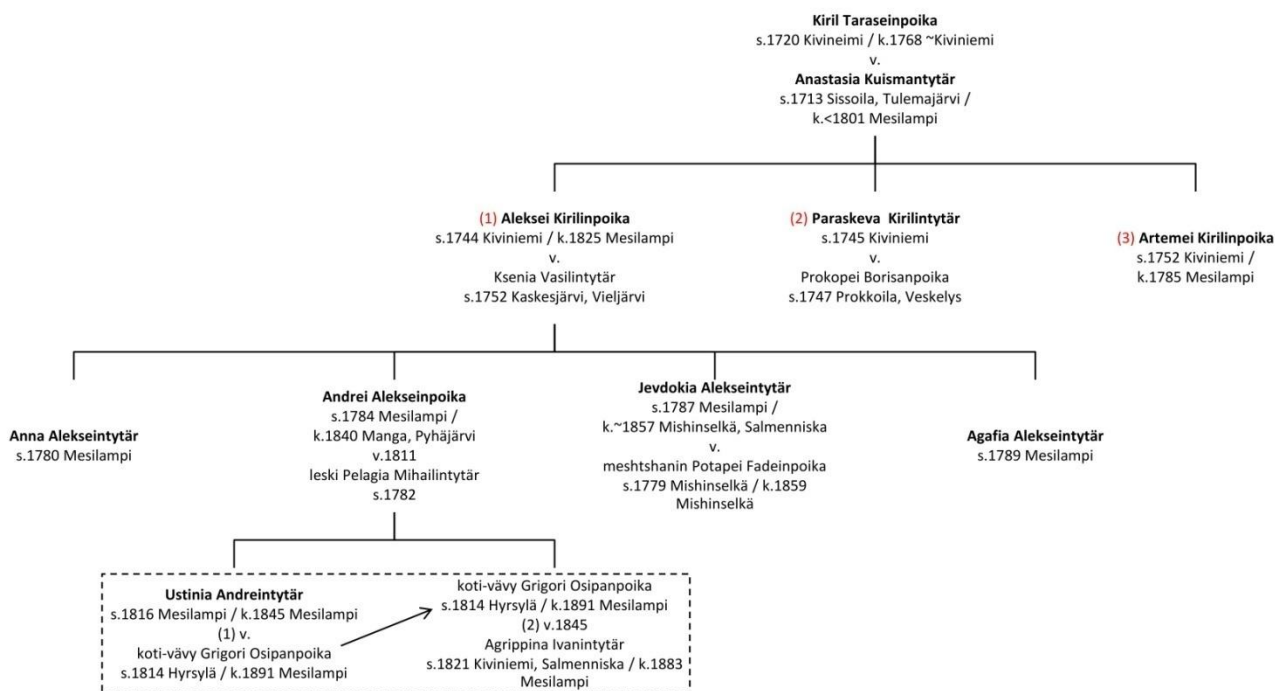 Kiril Taraseinpoika
s.1720 Kivineimi / k.1768 ~Kiviniemi
v.
Anastasia Kuismantytär
s.1713 Sissoila, Tulemajärvi /
k.<1801 Mesilampi
(1) Aleksei Kirilinpoika
s.1744 Kiviniemi / k.1825 Mesilampi
v.
Ksenia Vasilintytär
s.1752 Kaskesjärvi, Vieljärvi
(2) Paraskeva Kirilintytär
s.1745 Kiviniemi
v.
Prokopei Borisanpoika
s.1747 Prokkoila, Veskelys
(3) Artemei Kirilinpoika
s.1752 Kiviniemi /
k.1785 Mesilampi
Anna Alekseintytär
s.1780 Mesilampi
Andrei Alekseinpoika
s.1784 Mesilampi /
k.1840 Manga, Pyhäjärvi
v.1811
leski Pelagia Mihailintytär
s.1782
Jevdokia Alekseintytär
s.1787 Mesilampi /
k.~1857 Mishinselkä, Salmenniska
v.
meshtshanin Potapei Fadeinpoika
s.1779 Mishinselkä / k.1859
Mishinselkä
Agafia Alekseintytär
s.1789 Mesilampi
Ustinia Andreintytär
s.1816 Mesilampi / k.1845 Mesilampi
(1) v.
koti-vävy Grigori Osipanpoika
s.1814 Hyrsylä / k.1891 Mesilampi
koti-vävy Grigori Osipanpoika
s.1814 Hyrsylä / k.1891 Mesilampi
(2) v.1845
Agrippina Ivanintytär
s.1821 Kiviniemi, Salmenniska / k.1883
Mesilampi